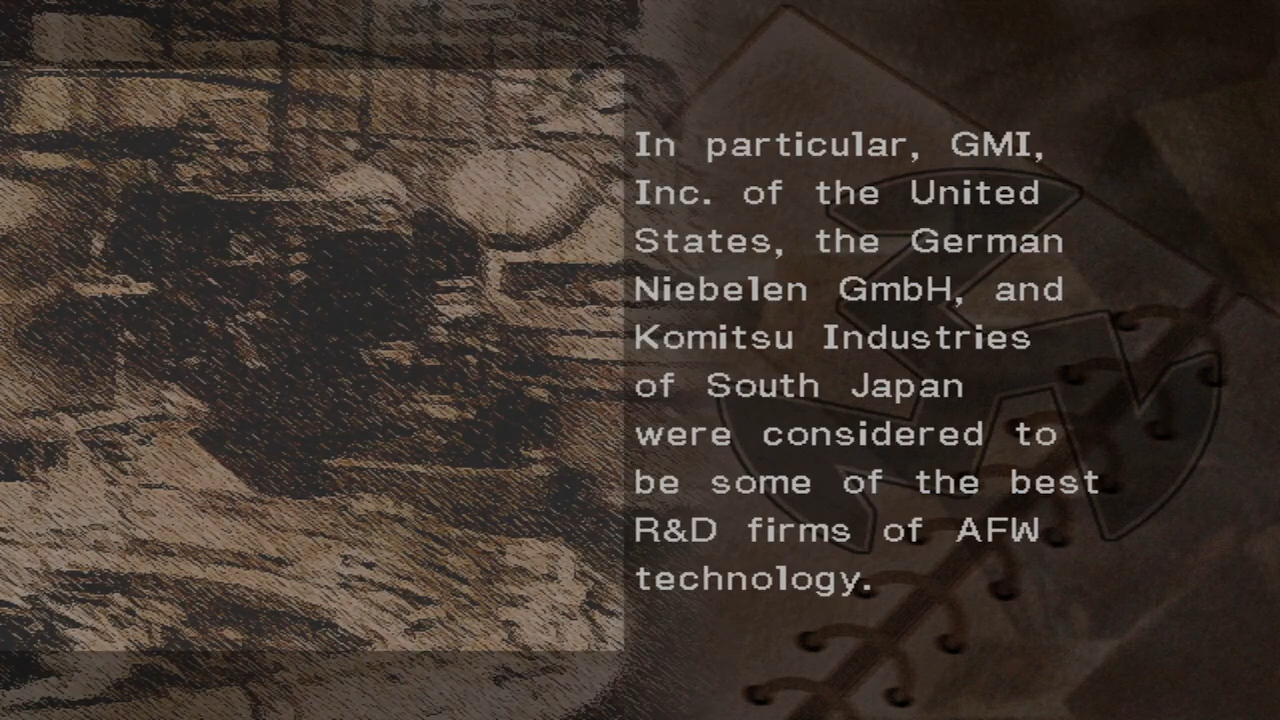 In particular, GMI,
Inc. of the United
States, the German
Niebelen GmbH, and
Komitsu Industries
of South Japan
were considered to
be some of the best
R&D firms of AFW
technology.